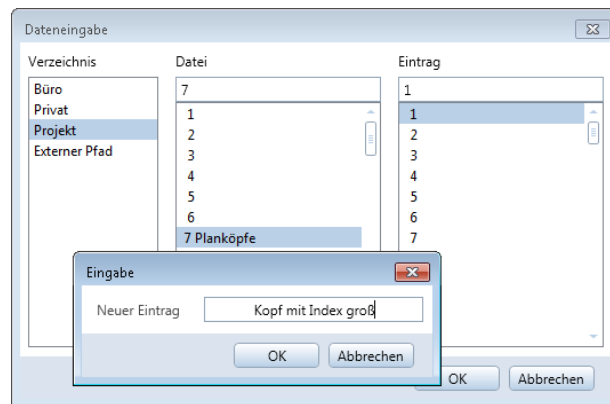 Dateneingabe
Verzeichnis
Büro
Privat
Projekt
Externer Pfad
Datei
7
1
2
3
4
5
6
7 Planköpfe
Eintrag
1
1
2
3
4
5
6
7
Eingabe
Neuer Eintrag
Kopf mit Index groß
OK
Abbrechen
OK
Abbrechen